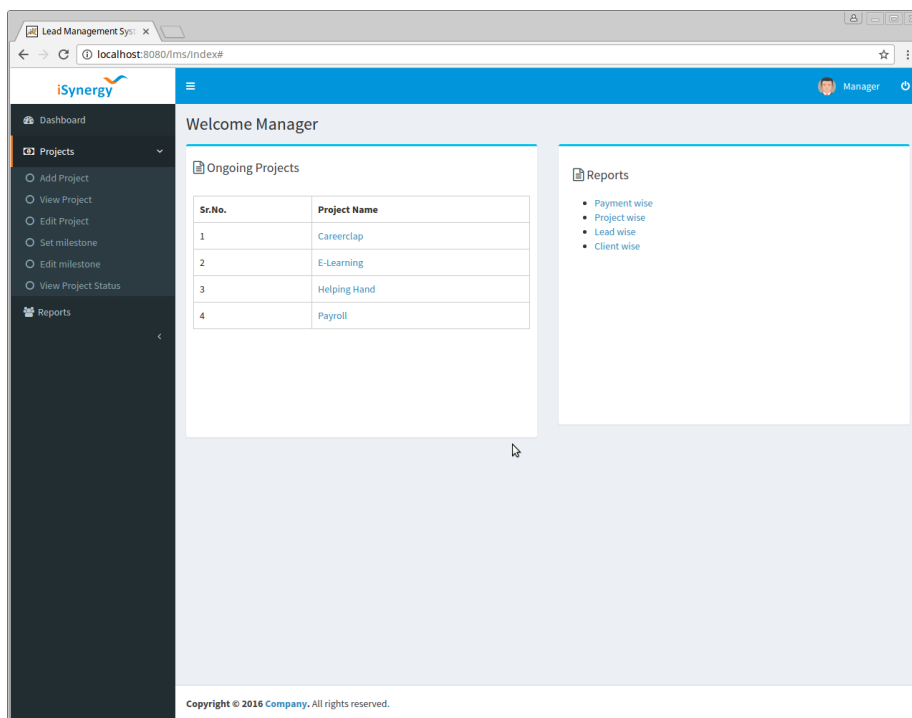 Lead Management Syst
localhost:8080/lms/Index#
iSynergy
Manager
Dashboard
Projects
Add Project
View Project
Edit Project
Set milestone
Edit milestone
View Project Status
Reports
Welcome Manager
Ongoing Projects
Sr.No. Project Name
1 Careerclap
2 E-Learning
3 Helping Hand
4 Payroll
Reports
Payment wise
Project wise
Lead wise
Client wise
Copyright © 2016 Company. All rights reserved.